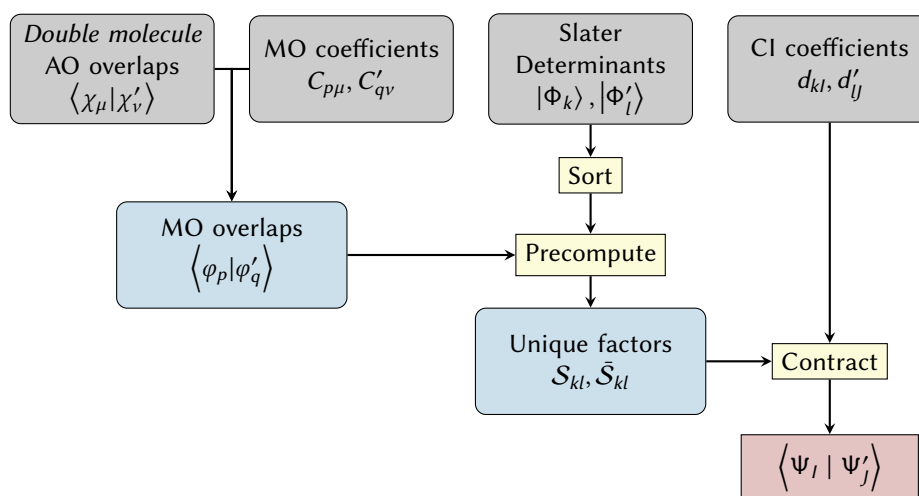 Double molecule
AO overlaps
⟨χμ|χ′ν⟩
MO coefficients
Cpμ, C′qν
Slater
Determinants
|Φk⟩, |Φ′l⟩
CI coefficients
dkI, d′lJ
Sort
MO overlaps
⟨φp|φ′q⟩
Precompute
Unique factors
𝒮kl, 𝒮̄kl
Contract
⟨ΨI | Ψ′J⟩